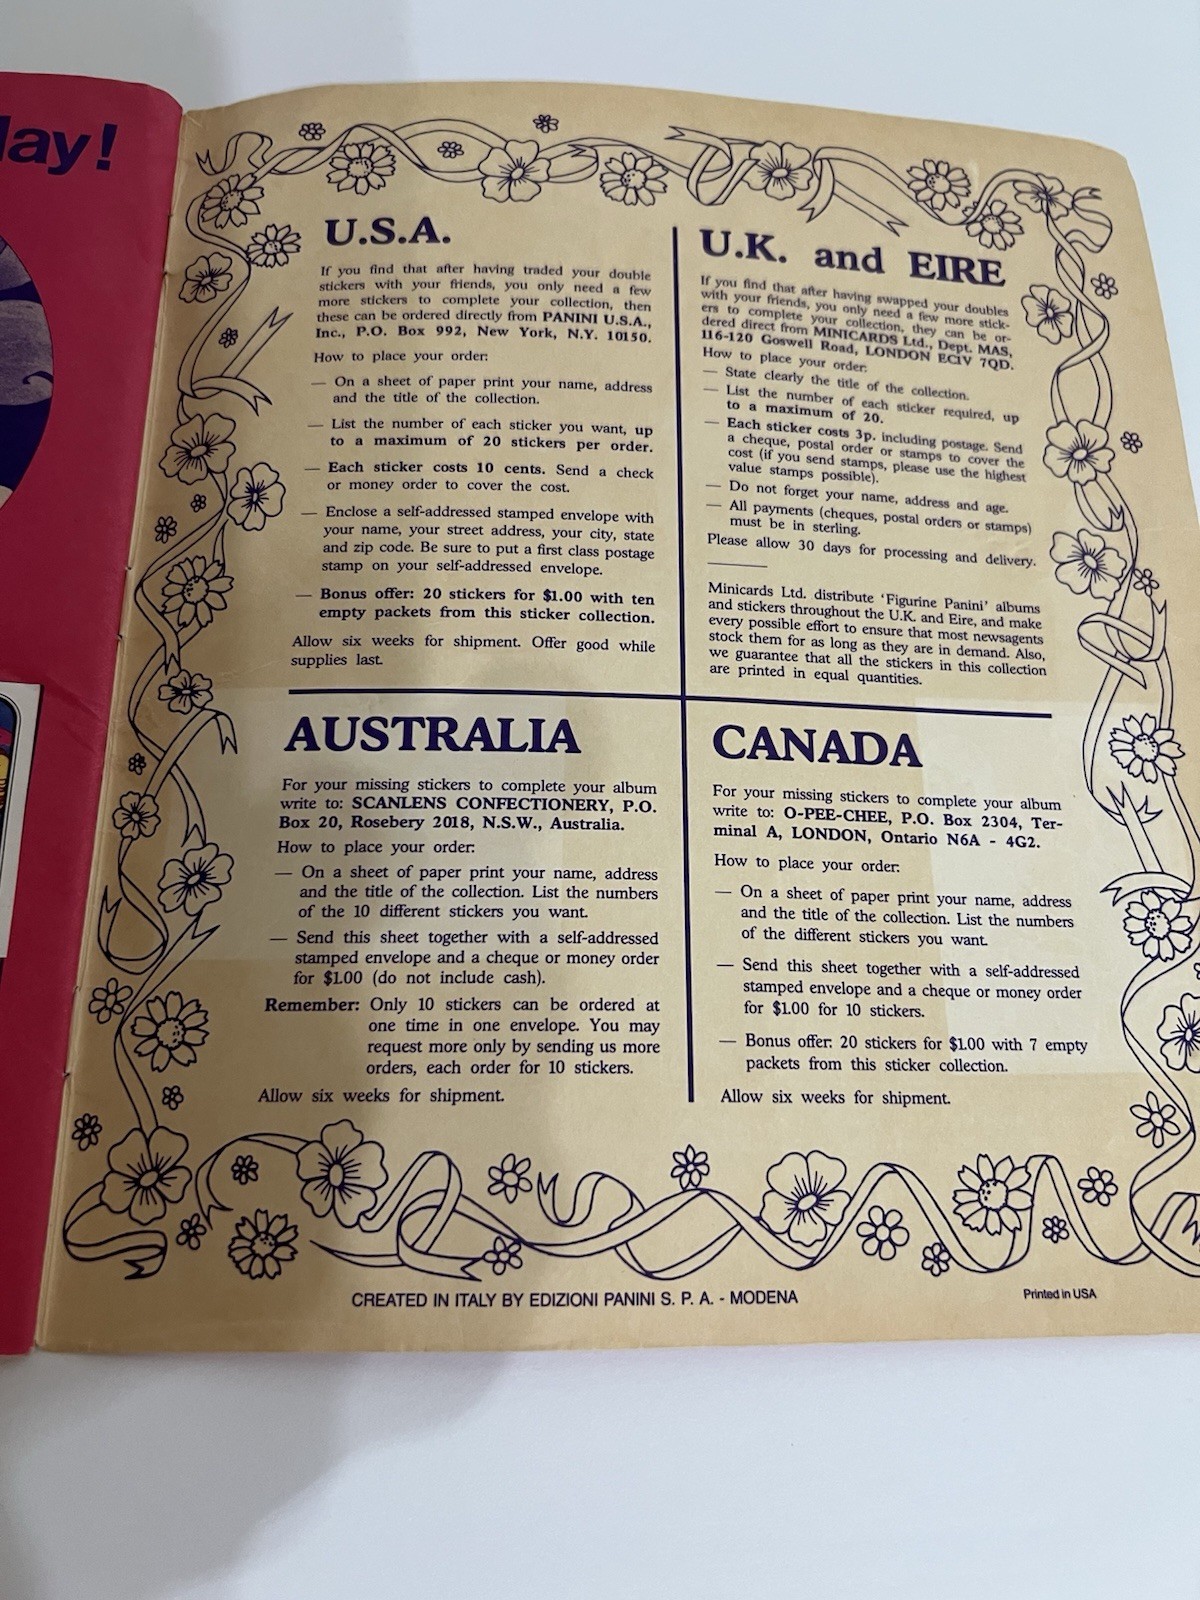 lay!
U.S.A.
If you find that after having traded your double
stickers with your friends, you only need a few
more stickers to complete your collection, then
these can be ordered directly from PANINI U.S.A.,
Inc., P.O. Box 992, New York, N.Y. 10150.
How to place your order:
— On a sheet of paper print your name, address
and the title of the collection.
— List the number of each sticker you want, up
to a maximum of 20 stickers per order.
— Each sticker costs 10 cents. Send a check
or money order to cover the cost.
— Enclose a self-addressed stamped envelope with
your name, your street address, your city, state
and zip code. Be sure to put a first class postage
stamp on your self-addressed envelope.
— Bonus offer: 20 stickers for $1.00 with ten
empty packets from this sticker collection.
Allow six weeks for shipment. Offer good while
supplies last.
U.K. and EIRE
If you find that after having swapped your doubles
with your friends, you only need a few more stick-
ers to complete your collection, they can be or-
dered direct from MINICARDS Ltd., Dept. MAS,
116-120 Goswell Road, LONDON EC1V 7QD.
How to place your order:
— State clearly the title of the collection.
— List the number of each sticker required, up
to a maximum of 20.
— Each sticker costs 3p. including postage. Send
a cheque, postal order or stamps to cover the
cost (if you send stamps, please use the highest
value stamps possible).
— Do not forget your name, address and age.
— All payments (cheques, postal orders or stamps)
must be in sterling.
Please allow 30 days for processing and delivery.
Minicards Ltd. distribute 'Figurine Panini' albums
and stickers throughout the U.K. and Eire, and make
every possible effort to ensure that most newsagents
stock them for as long as they are in demand. Also,
we guarantee that all the stickers in this collection
are printed in equal quantities.
AUSTRALIA
For your missing stickers to complete your album
write to: SCANLENS CONFECTIONERY, P.O.
Box 20, Rosebery 2018, N.S.W., Australia.
How to place your order:
— On a sheet of paper print your name, address
and the title of the collection. List the numbers
of the 10 different stickers you want.
— Send this sheet together with a self-addressed
stamped envelope and a cheque or money order
for $1.00 (do not include cash).
Remember: Only 10 stickers can be ordered at
one time in one envelope. You may
request more only by sending us more
orders, each order for 10 stickers.
Allow six weeks for shipment.
CANADA
For your missing stickers to complete your album
write to: O-PEE-CHEE, P.O. Box 2304, Ter-
minal A, LONDON, Ontario N6A - 4G2.
How to place your order:
— On a sheet of paper print your name, address
and the title of the collection. List the numbers
of the different stickers you want.
— Send this sheet together with a self-addressed
stamped envelope and a cheque or money order
for $1.00 for 10 stickers.
— Bonus offer: 20 stickers for $1.00 with 7 empty
packets from this sticker collection.
Allow six weeks for shipment.
CREATED IN ITALY BY EDIZIONI PANINI S. P. A. - MODENA
Printed in USA